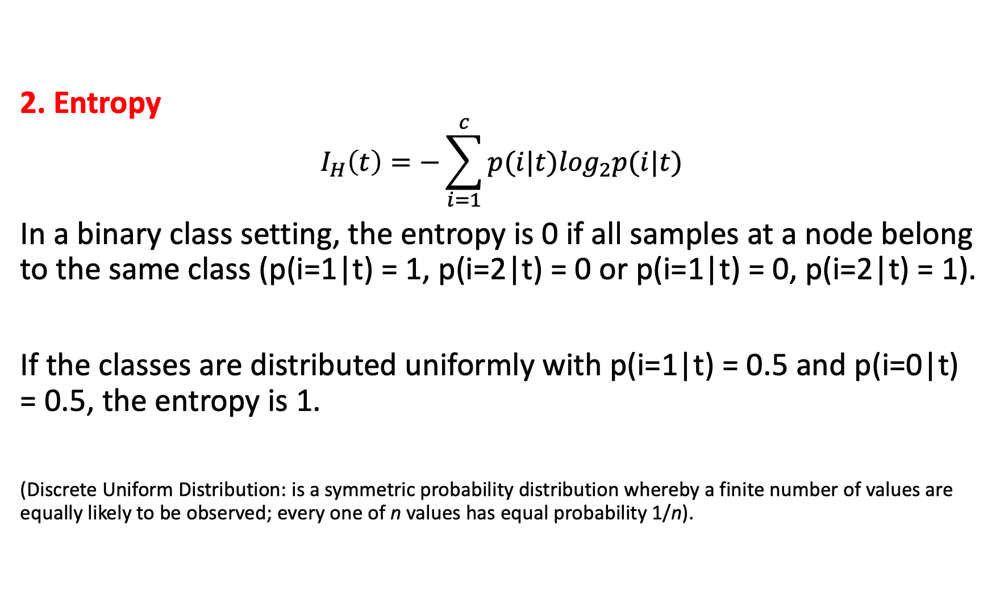 2. Entropy
I_H(t) = − ∑_{i=1}^{c} p(i|t)log₂p(i|t)
In a binary class setting, the entropy is 0 if all samples at a node belong
to the same class (p(i=1|t) = 1, p(i=2|t) = 0 or p(i=1|t) = 0, p(i=2|t) = 1).
If the classes are distributed uniformly with p(i=1|t) = 0.5 and p(i=0|t)
= 0.5, the entropy is 1.
(Discrete Uniform Distribution: is a symmetric probability distribution whereby a finite number of values are
equally likely to be observed; every one of n values has equal probability 1/n).